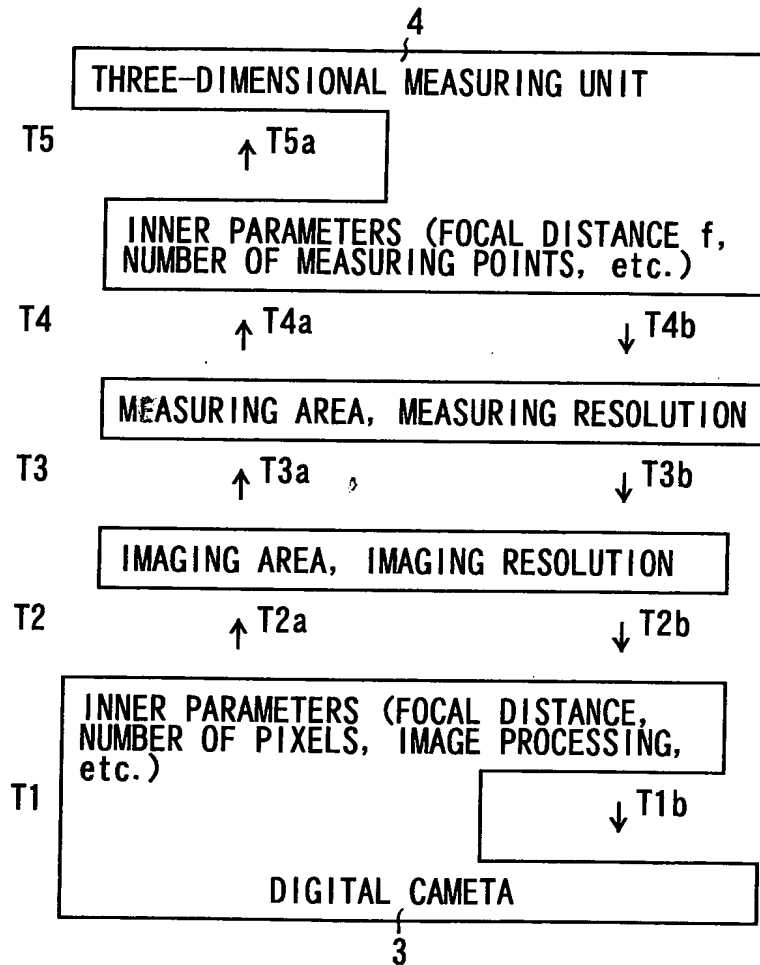 4
THREE-DIMENSIONAL MEASURING UNIT
T5
↑ T5a
INNER PARAMETERS (FOCAL DISTANCE f,
NUMBER OF MEASURING POINTS, etc.)
T4
↑ T4a
↓ T4b
MEASURING AREA, MEASURING RESOLUTION
T3
↑ T3a
↓ T3b
IMAGING AREA, IMAGING RESOLUTION
T2
↑ T2a
↓ T2b
INNER PARAMETERS (FOCAL DISTANCE,
NUMBER OF PIXELS, IMAGE PROCESSING,
etc.)
T1
↓ T1b
DIGITAL CAMETA
3